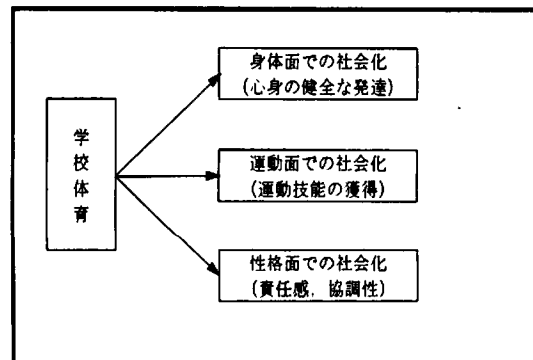 身体面での社会化
(心身の健全な発達)
学校体育
運動面での社会化
(運動技能の獲得)
性格面での社会化
(責任感, 協調性)